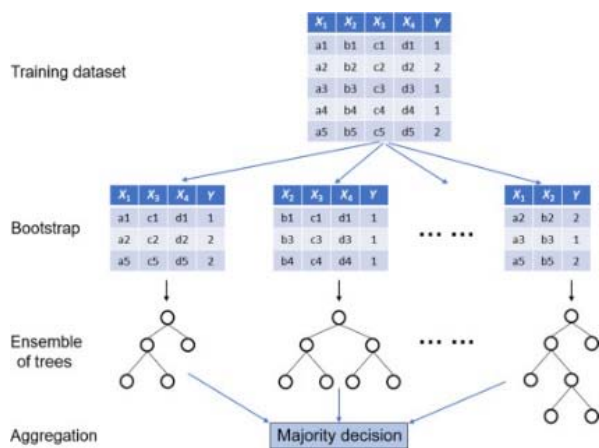 X1 X2 X3 X4 Y
a1 b1 c1 d1 1
Training dataset
a2 b2 c2 d2 2
a3 b3 c3 d3 1
a4 b4 c4 d4 1
a5 b5 c5 d5 2
X1 X3 X4 Y
a1 c1 d1 1
a2 c2 d2 2
a5 c5 d5 2
X2 X3 X4 Y
b1 c1 d1 1
b3 c3 d3 1
b4 c4 d4 1
X1 X2 Y
a2 b2 2
a3 b3 1
a5 b5 2
Bootstrap
... ...
Ensemble
of trees
... ...
Aggregation
Majority decision